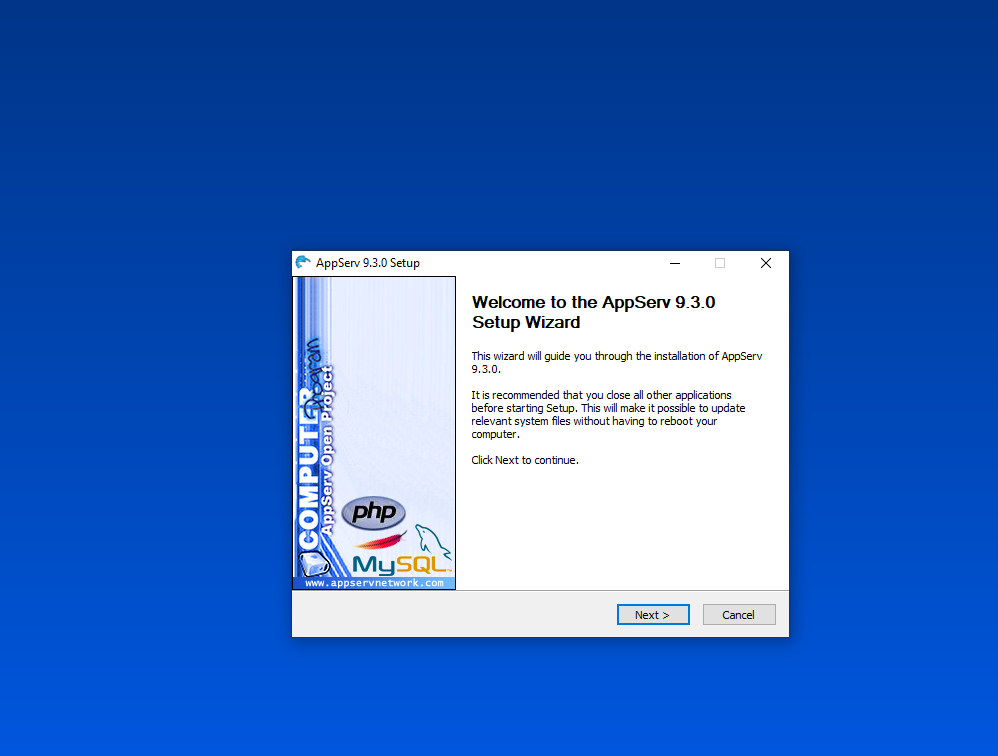 AppServ 9.3.0 Setup
COMPUTER
Program
AppServ Open Project
php
MySQL
www.appservnetwork.com
Welcome to the AppServ 9.3.0
Setup Wizard
This wizard will guide you through the installation of AppServ
9.3.0.
It is recommended that you close all other applications
before starting Setup. This will make it possible to update
relevant system files without having to reboot your
computer.
Click Next to continue.
Next >
Cancel